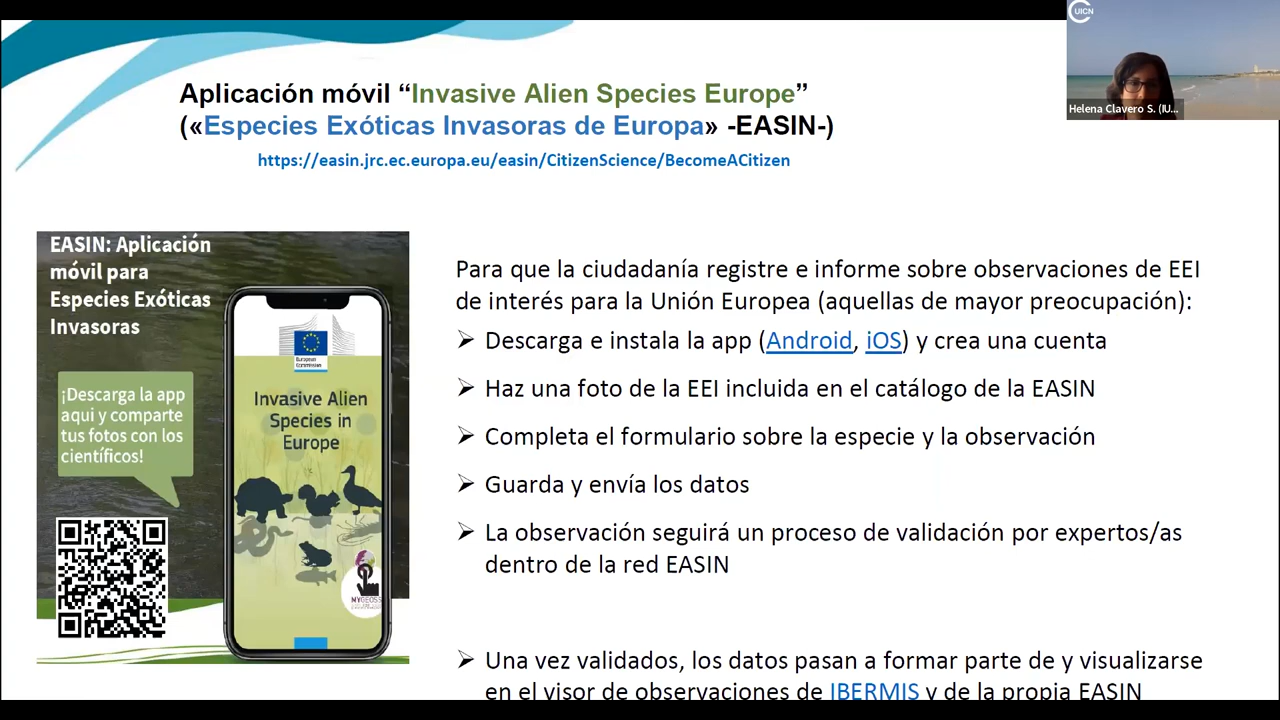 UICN
Helena Clavero S. (IU...
Aplicación móvil “Invasive Alien Species Europe”
(«Especies Exóticas Invasoras de Europa» -EASIN-)
https://easin.jrc.ec.europa.eu/easin/CitizenScience/BecomeACitizen
EASIN: Aplicación
móvil para
Especies Exóticas
Invasoras
¡Descarga la app
aqui y comparte
tus fotos con los
científicos!
European
Commission
Invasive Alien
Species in
Europe
MYGEOSS
Para que la ciudadanía registre e informe sobre observaciones de EEI
de interés para la Unión Europea (aquellas de mayor preocupación):
➢ Descarga e instala la app (Android, iOS) y crea una cuenta
➢ Haz una foto de la EEI incluida en el catálogo de la EASIN
➢ Completa el formulario sobre la especie y la observación
➢ Guarda y envía los datos
➢ La observación seguirá un proceso de validación por expertos/as
dentro de la red EASIN
➢ Una vez validados, los datos pasan a formar parte de y visualizarse
en el visor de observaciones de IBERMIS y de la propia EASIN